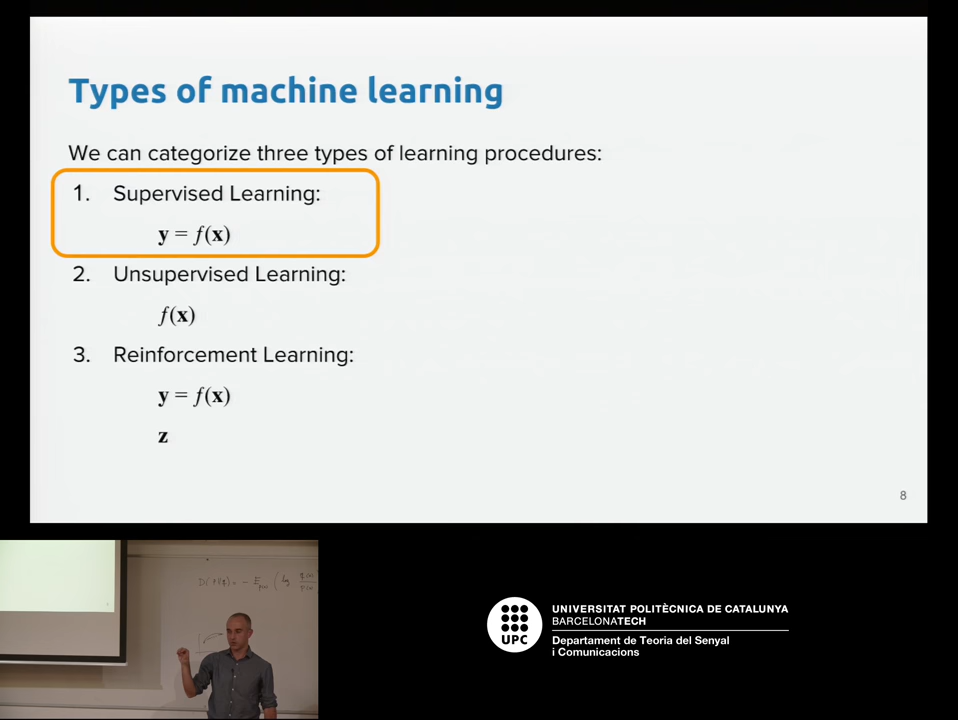 Types of machine learning
We can categorize three types of learning procedures:
1. Supervised Learning:
y = f(x)
2. Unsupervised Learning:
f(x)
3. Reinforcement Learning:
y = f(x)
z
8
UPC
UNIVERSITAT POLITÈCNICA DE CATALUNYA
BARCELONATECH
Departament de Teoria del Senyal
i Comunicacions